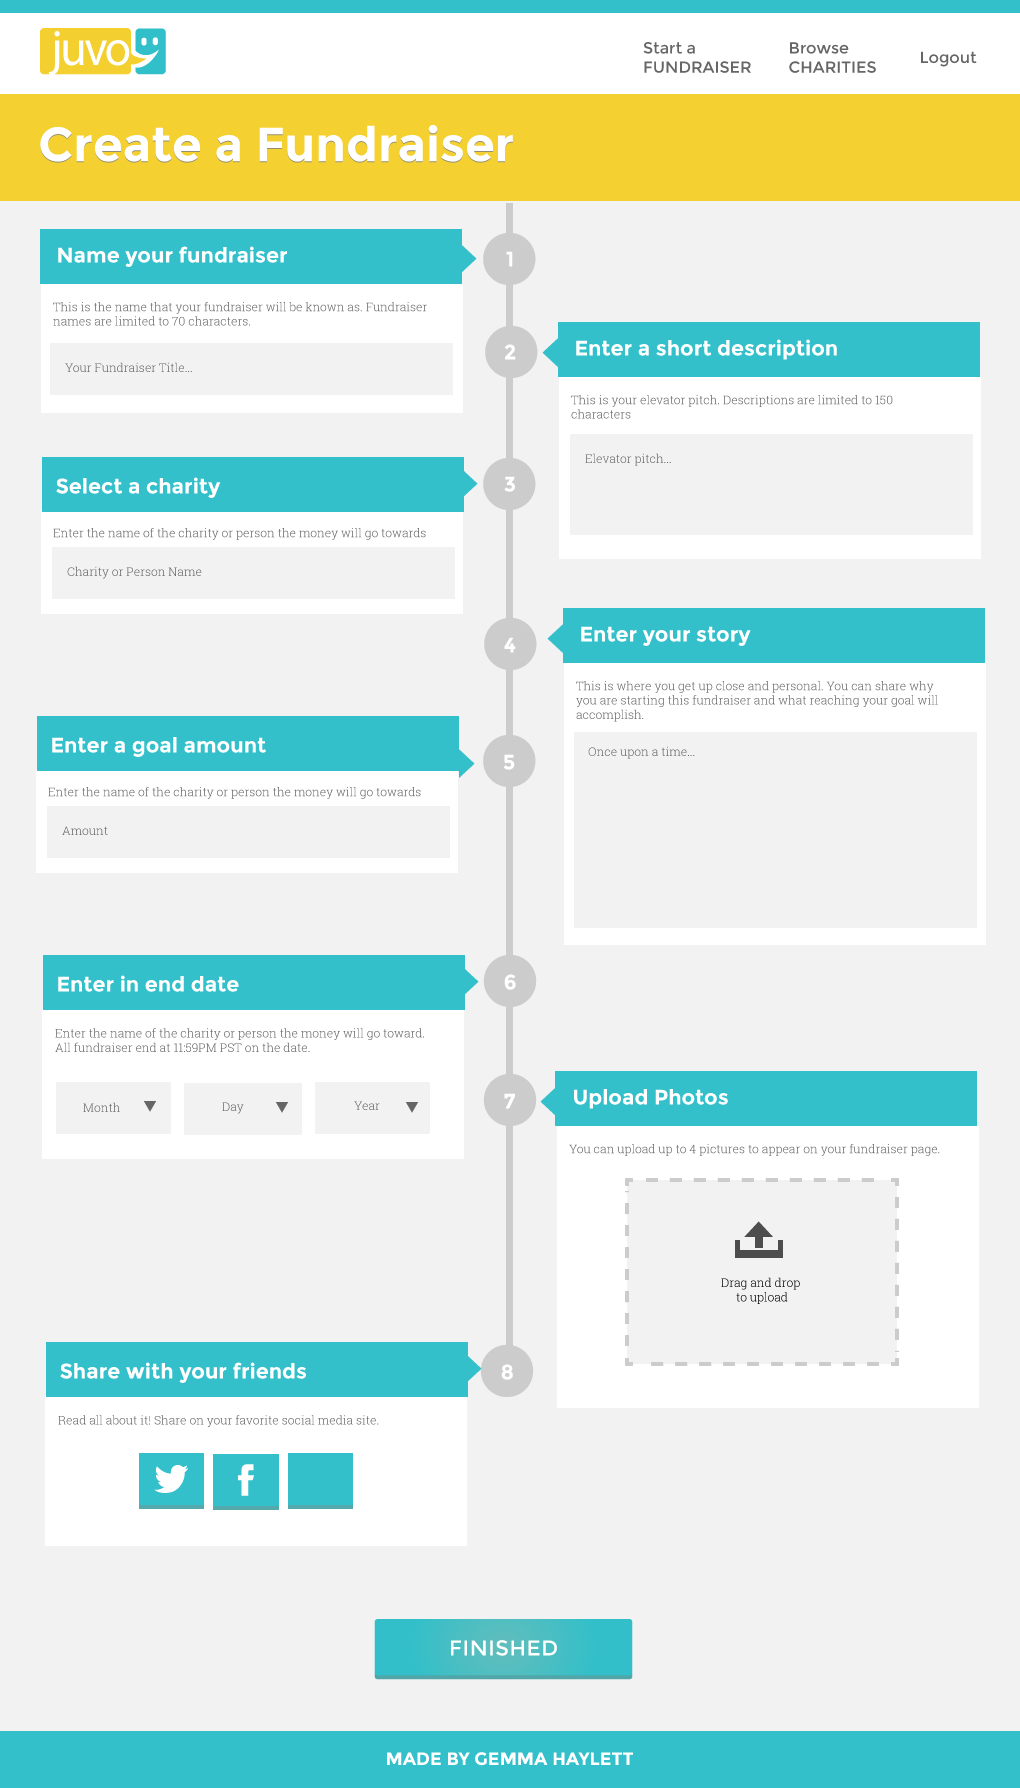 juvo
Start a
FUNDRAISER
Browse
CHARITIES
Logout
Create a Fundraiser
Name your fundraiser
1
This is the name that your fundraiser will be known as. Fundraiser
names are limited to 70 characters.
Your Fundraiser Title...
2
Enter a short description
This is your elevator pitch. Descriptions are limited to 150
characters
Elevator pitch...
Select a charity
3
Enter the name of the charity or person the money will go towards
Charity or Person Name
4
Enter your story
This is where you get up close and personal. You can share why
you are starting this fundraiser and what reaching your goal will
accomplish.
Once upon a time...
Enter a goal amount
5
Enter the name of the charity or person the money will go towards
Amount
Enter in end date
6
Enter the name of the charity or person the money will go toward.
All fundraiser end at 11:59PM PST on the date.
Month
Day
Year
7
Upload Photos
You can upload up to 4 pictures to appear on your fundraiser page.
Drag and drop
to upload
Share with your friends
8
Read all about it! Share on your favorite social media site.
FINISHED
MADE BY GEMMA HAYLETT